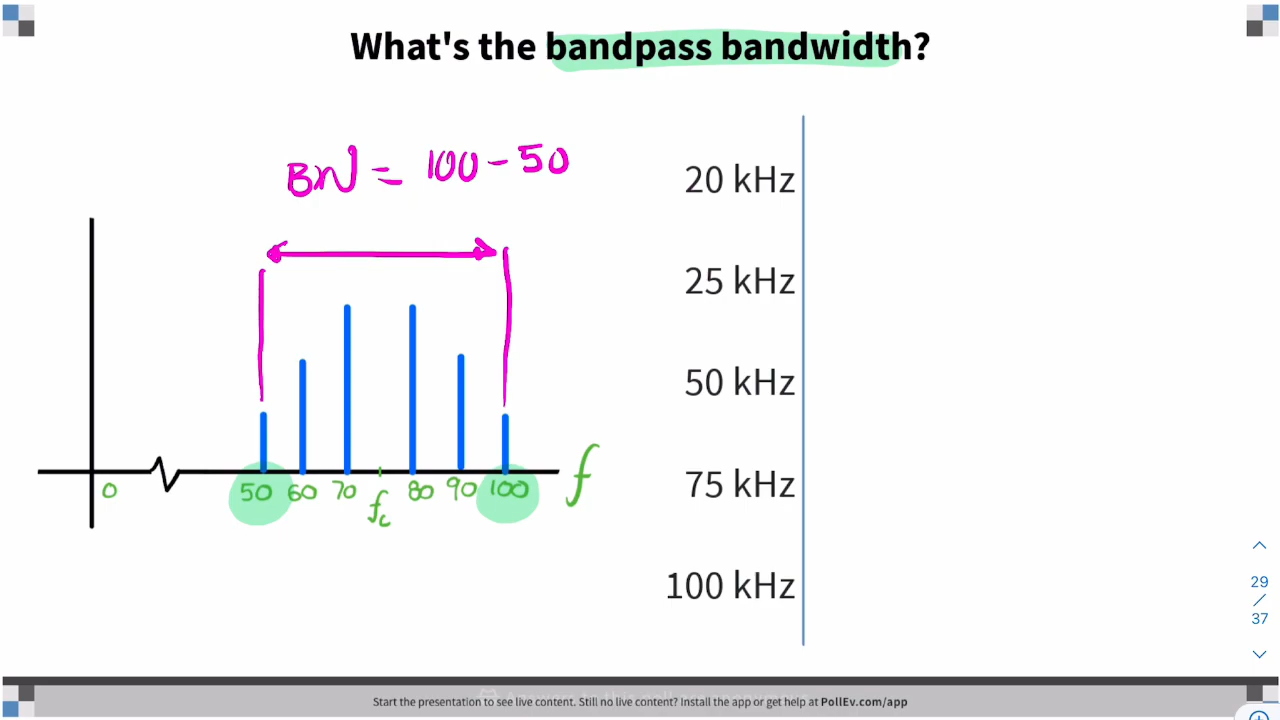 What's the bandpass bandwidth?
BW = 100 - 50
20 kHz
25 kHz
50 kHz
75 kHz
100 kHz
0 50 60 70 fc 80 90 100 f
29
/
37
Start the presentation to see live content. Still no live content? Install the app or get help at PollEv.com/app